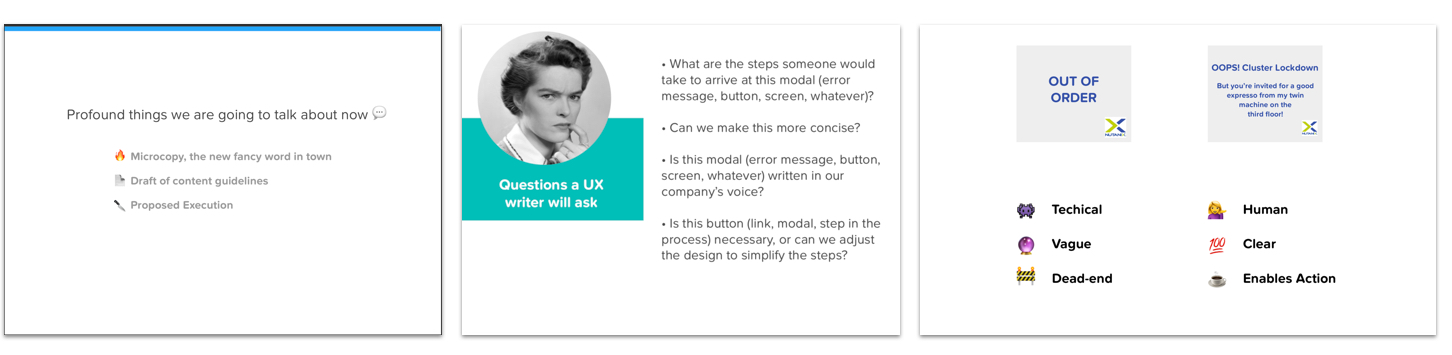 Profound things we are going to talk about now 💬
🔥 Microcopy, the new fancy word in town
Draft of content guidelines
Proposed Execution
Questions a UX
writer will ask
• What are the steps someone would
take to arrive at this modal (error
message, button, screen, whatever)?
• Can we make this more concise?
• Is this modal (error message, button,
screen, whatever) written in our
company's voice?
• Is this button (link, modal, step in the
process) necessary, or can we adjust
the design to simplify the steps?
OUT OF
ORDER
NUTANIX
OOPS! Cluster Lockdown
But you're invited for a good
expresso from my twin
machine on the
third floor!
NUTANIX
Techical
Vague
Dead-end
Human
💯 Clear
Enables Action